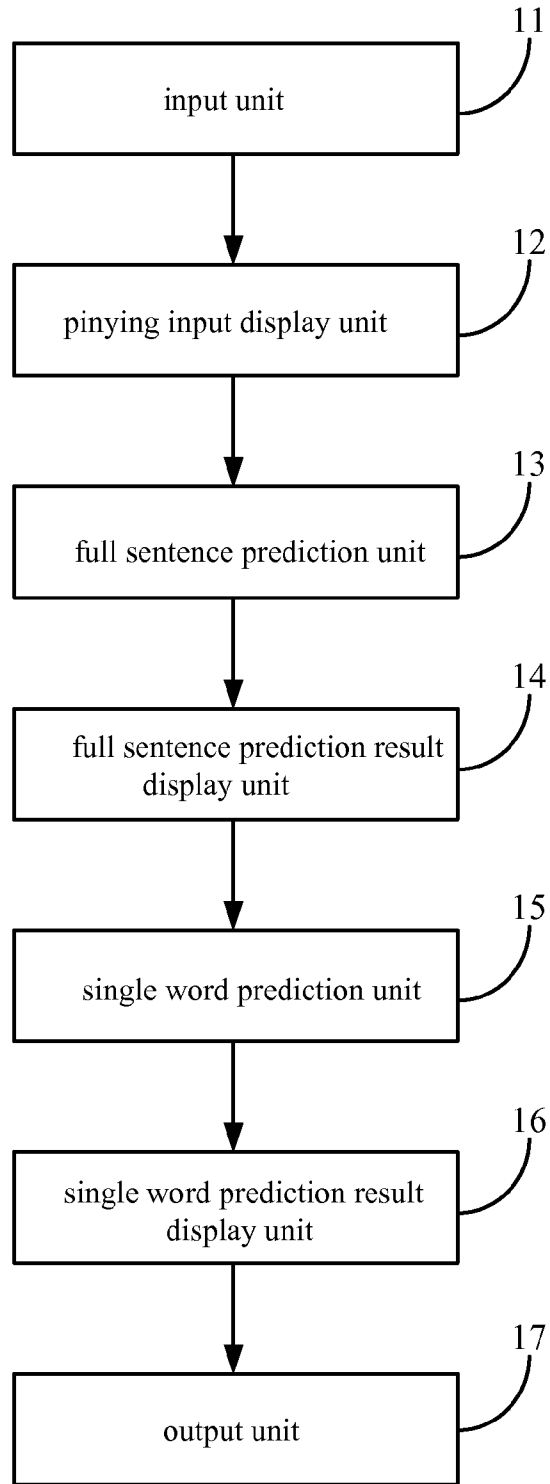 11
input unit
12
pinying input display unit
13
full sentence prediction unit
14
full sentence prediction result
display unit
15
single word prediction unit
16
single word prediction result
display unit
17
output unit